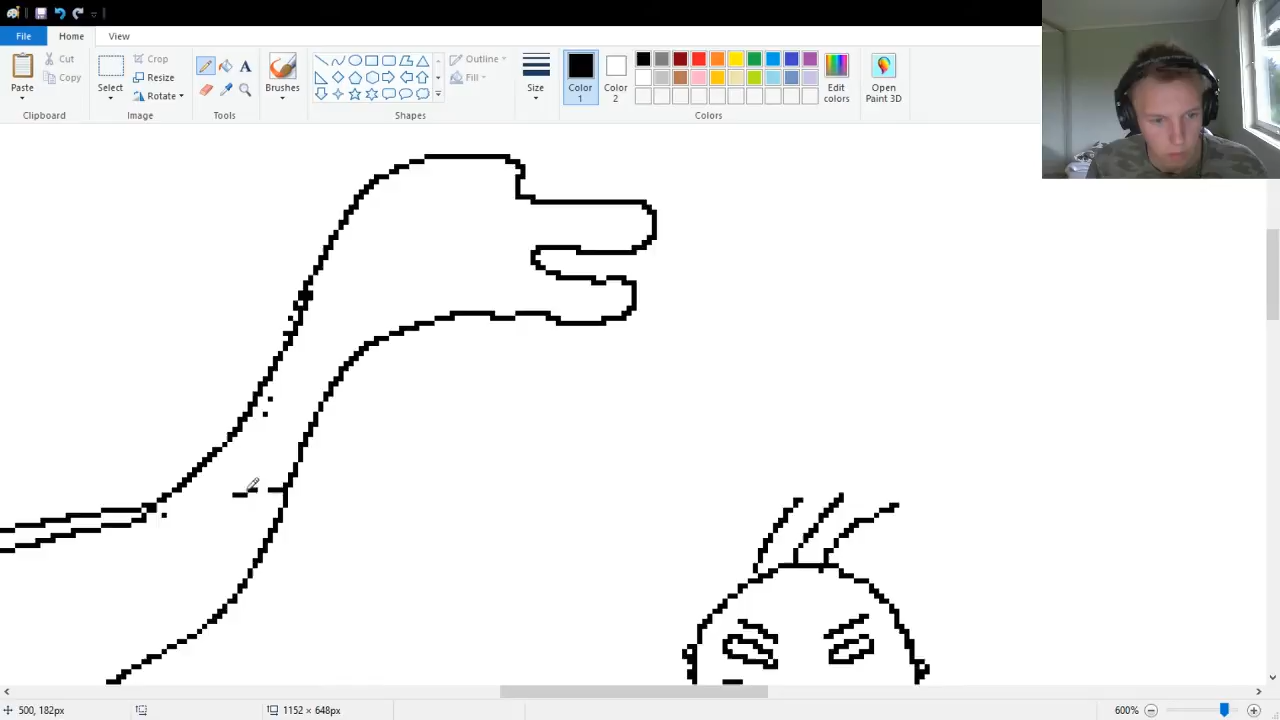 File Home View
Paste Cut Copy Clipboard
Select Crop Resize Rotate Image
Tools
Brushes
Outline Fill Shapes
Size
Color 1
Color 2
Edit colors
Colors
Open Paint 3D
500, 182px
1152 × 648px
600%